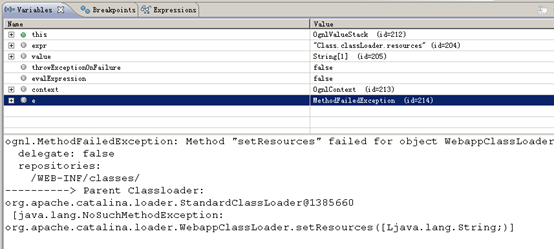 Variables Breakpoints Expressions
Name Value
this OgnlValueStack (id=212)
expr "Class.classLoader.resources" (id=204)
value String[1] (id=205)
throwExceptionOnFailure false
evalExpression false
context OgnlContext (id=213)
e MethodFailedException (id=214)
ognl.MethodFailedException: Method "setResources" failed for object WebappClassLoader
delegate: false
repositories:
/WEB-INF/classes/
----------> Parent Classloader:
org.apache.catalina.loader.StandardClassLoader@1385660
[java.lang.NoSuchMethodException:
org.apache.catalina.loader.WebappClassLoader.setResources([Ljava.lang.String;)]